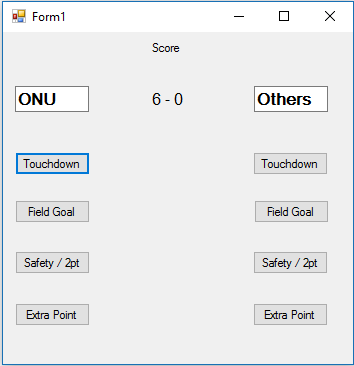 Form1
Score
ONU 6 - 0 Others
Touchdown Touchdown
Field Goal Field Goal
Safety / 2pt Safety / 2pt
Extra Point Extra Point